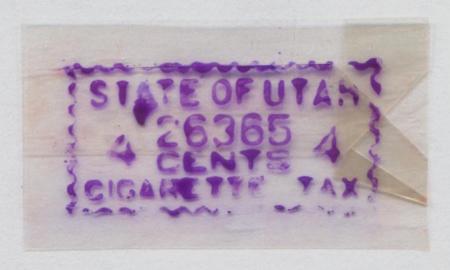 STATE OF UTAH
26365
4 CENTS 4
CIGARETTE TAX